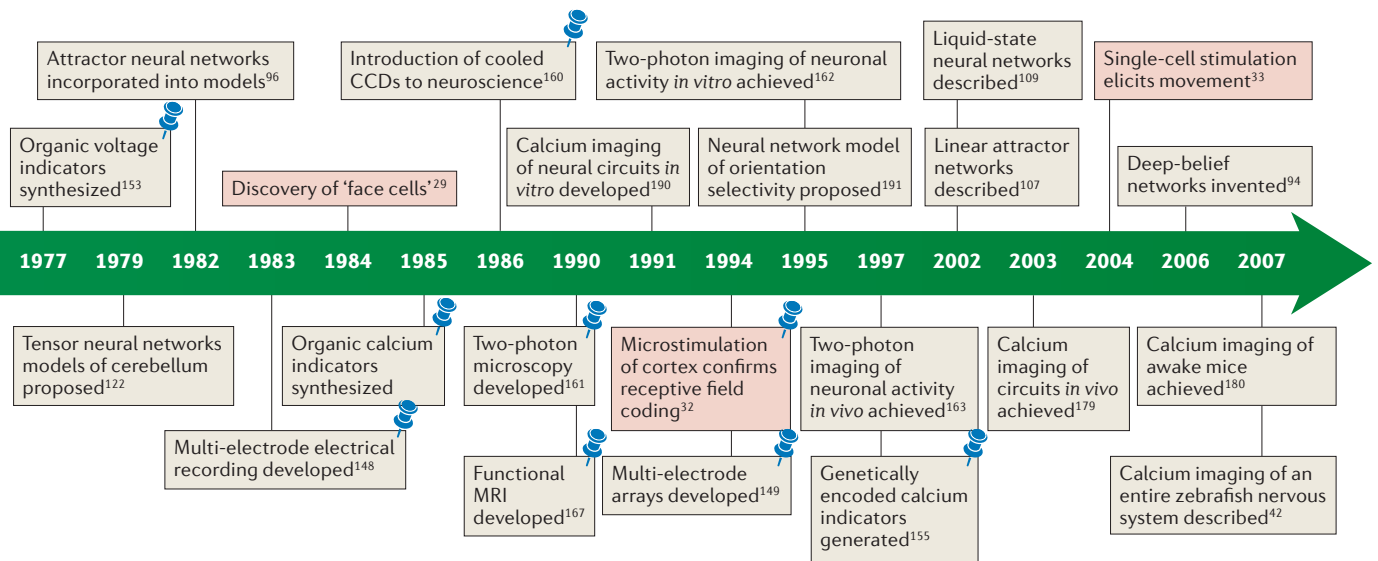 Attractor neural networks
incorporated into models96
Introduction of cooled
CCDs to neuroscience160
Two-photon imaging of neuronal
activity in vitro achieved162
Liquid-state
neural networks
described109
Single-cell stimulation
elicits movement33
Organic voltage
indicators
synthesized153
Discovery of ‘face cells’29
Calcium imaging
of neural circuits in
vitro developed190
Neural network model
of orientation
selectivity proposed191
Linear attractor
networks
described107
Deep-belief
networks invented94
1977 1979 1982 1983 1984 1985 1986 1990 1991 1994 1995 1997 2002 2003 2004 2006 2007
Tensor neural networks
models of cerebellum
proposed122
Organic calcium
indicators
synthesized
Two-photon
microscopy
developed161
Microstimulation
of cortex confirms
receptive field
coding32
Two-photon
imaging of
neuronal activity
in vivo achieved163
Calcium
imaging of
circuits in vivo
achieved179
Calcium imaging of
awake mice
achieved180
Multi-electrode electrical
recording developed148
Functional
MRI
developed167
Multi-electrode
arrays developed149
Genetically
encoded calcium
indicators
generated155
Calcium imaging of an
entire zebrafish nervous
system described42